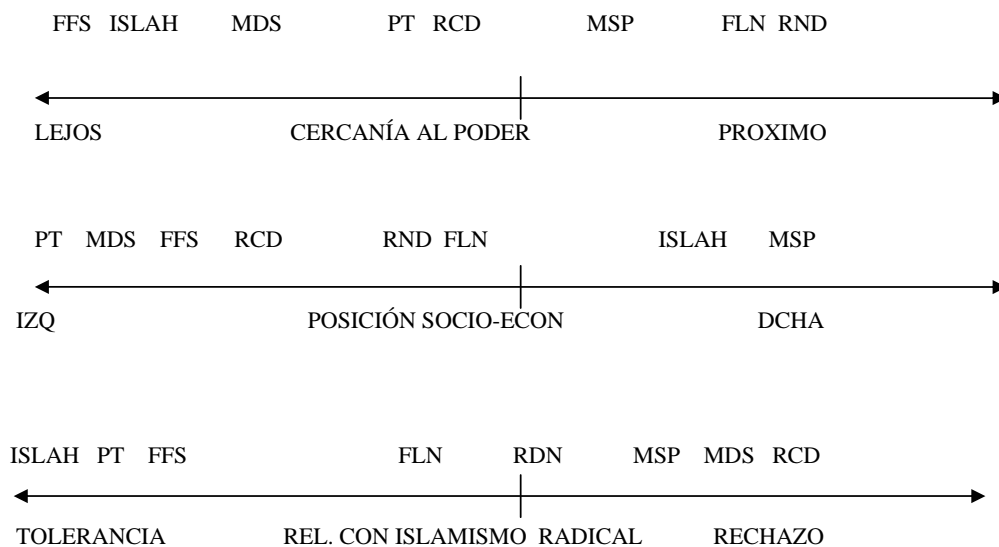 FFS ISLAH MDS PT RCD MSP FLN RND
LEJOS CERCANÍA AL PODER PROXIMO
PT MDS FFS RCD RND FLN ISLAH MSP
IZQ POSICIÓN SOCIO-ECON DCHA
ISLAH PT FFS FLN RDN MSP MDS RCD
TOLERANCIA REL. CON ISLAMISMO RADICAL RECHAZO